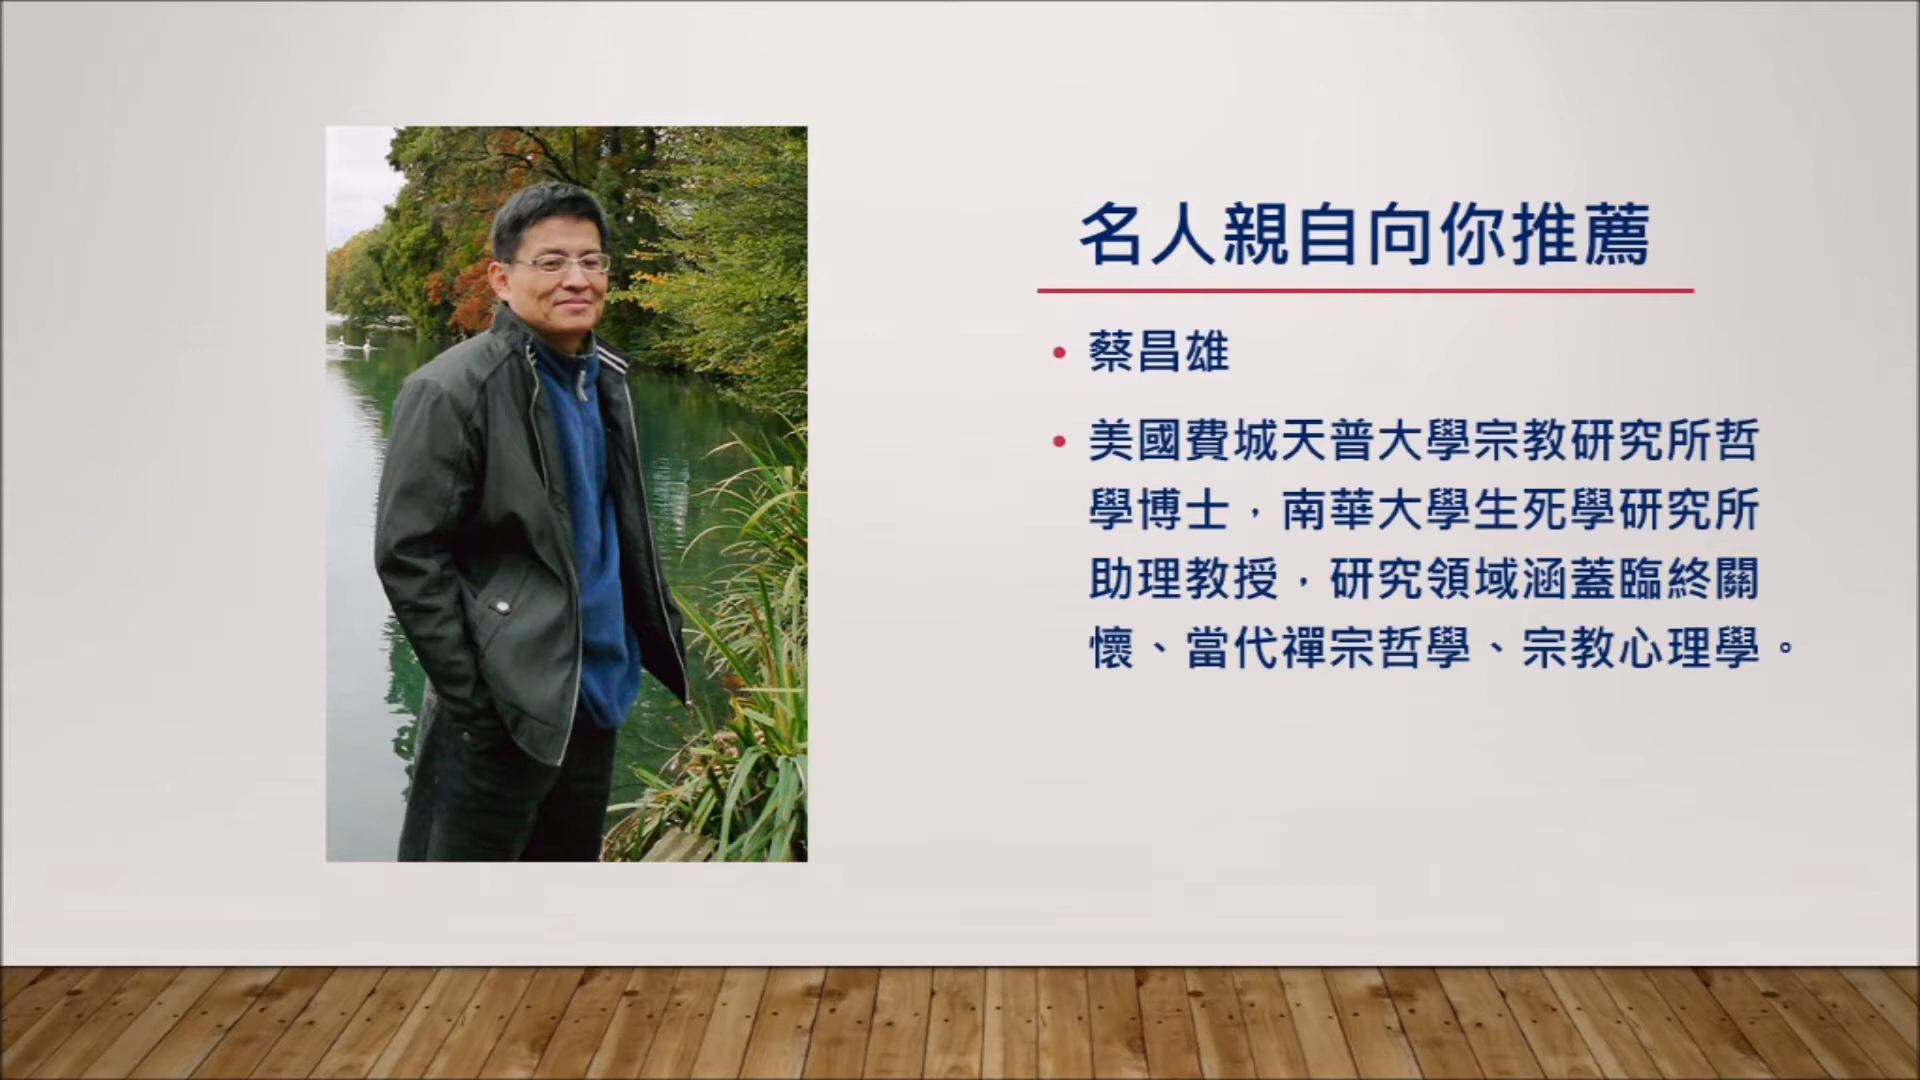 名人親自向你推薦
• 蔡昌雄
• 美國費城天普大學宗教研究所哲
學博士，南華大學生死學研究所
助理教授，研究領域涵蓋臨終關
懷、當代禪宗哲學、宗教心理學。